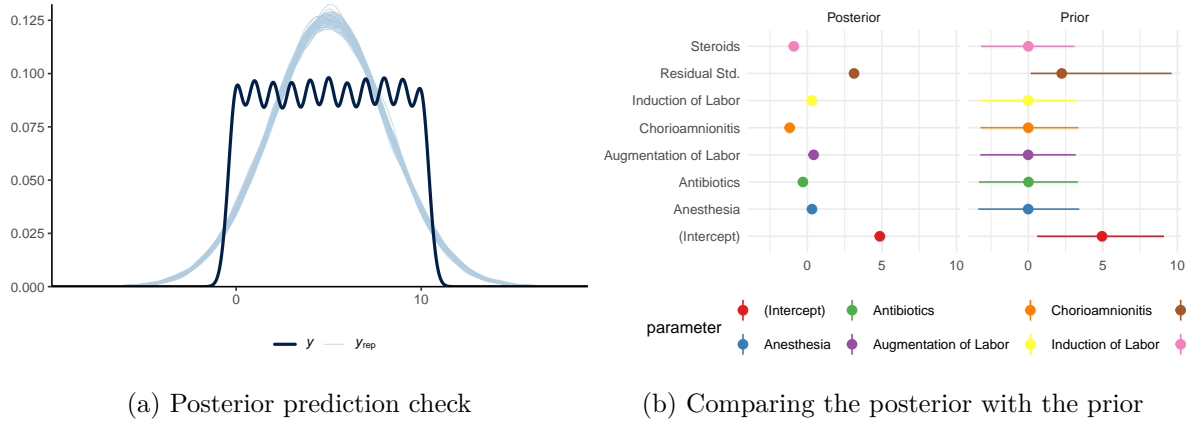 0.125
0.100
0.075
0.050
0.025
0.000
0
10
y
y rep
(a) Posterior prediction check
Posterior
Prior
Steroids
Residual Std.
Induction of Labor
Chorioamnionitis
Augmentation of Labor
Antibiotics
Anesthesia
(Intercept)
0 5 10 0 5 10
parameter
(Intercept) Antibiotics Chorioamnionitis
Anesthesia Augmentation of Labor Induction of Labor
(b) Comparing the posterior with the prior